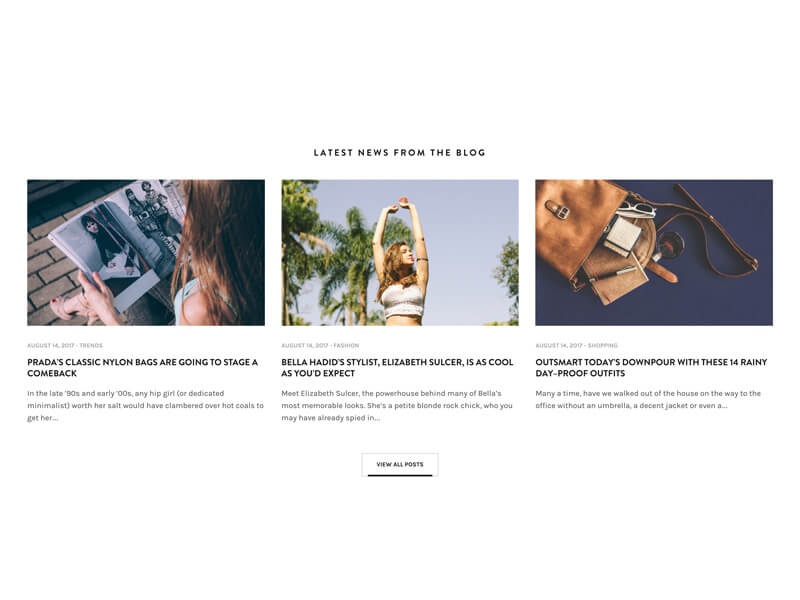 LATEST NEWS FROM THE BLOG
AUGUST 14, 2017 - TRENDS
PRADA'S CLASSIC NYLON BAGS ARE GOING TO STAGE A
COMEBACK
In the late '90s and early '00s, any hip girl (or dedicated
minimalist) worth her salt would have clambered over hot coals to
get her...
AUGUST 14, 2017 - FASHION
BELLA HADID'S STYLIST, ELIZABETH SULCER, IS AS COOL
AS YOU'D EXPECT
Meet Elizabeth Sulcer, the powerhouse behind many of Bella's
most memorable looks. She's a petite blonde rock chick, who you
may have already spied in...
AUGUST 14, 2017 - SHOPPING
OUTSMART TODAY'S DOWNPOUR WITH THESE 14 RAINY
DAY–PROOF OUTFITS
Many a time, have we walked out of the house on the way to the
office without an umbrella, a decent jacket or even a...
VIEW ALL POSTS